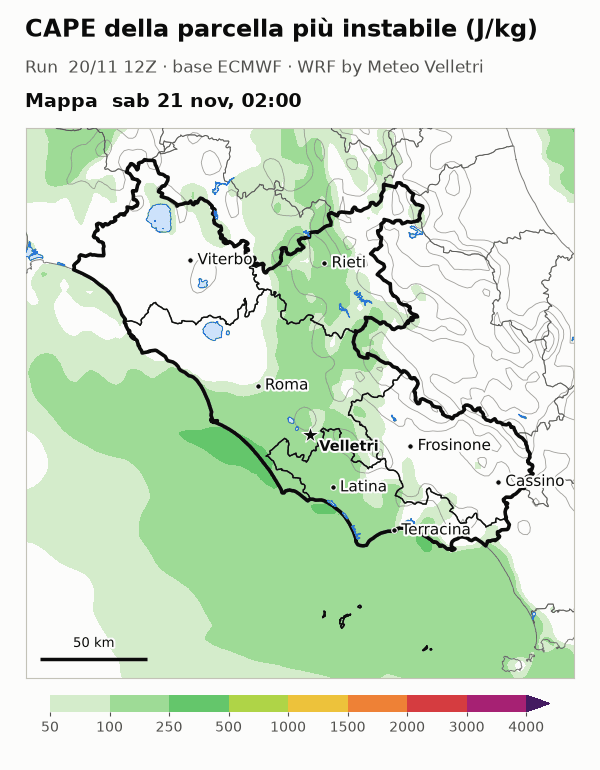 CAPE della parcella più instabile (J/kg)
Run 20/11 12Z · base ECMWF · WRF by Meteo Velletri
Mappa sab 21 nov, 02:00
Viterbo
Rieti
Roma
Velletri
Frosinone
Latina
Cassino
Terracina
50 km
50 100 250 500 1000 1500 2000 3000 4000